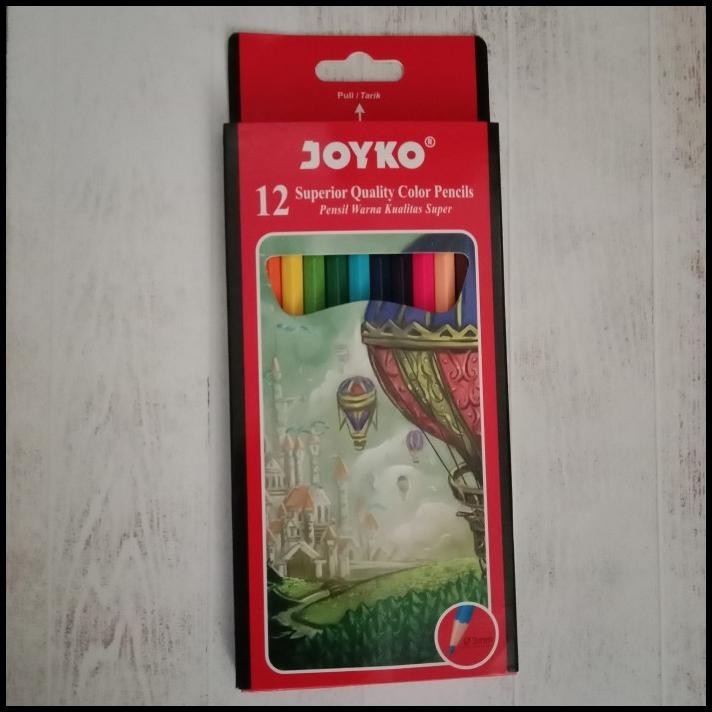 Pull / Tarik
JOYKO®
12 Superior Quality Color Pencils
Pensil Warna Kualitas Super